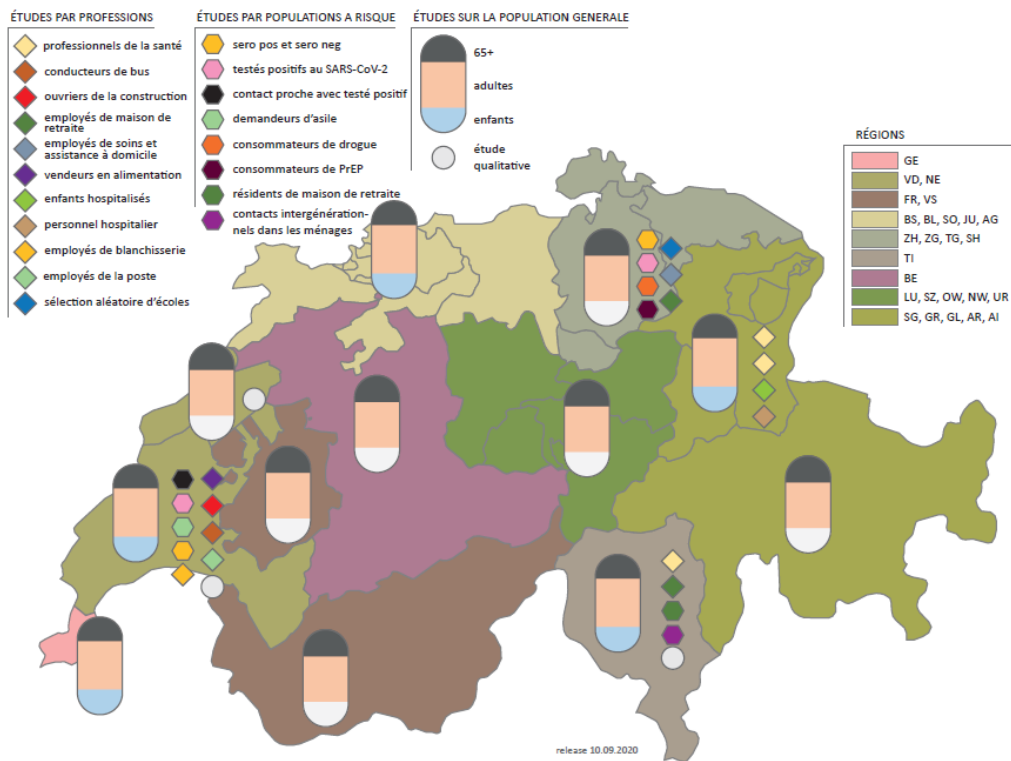 ÉTUDES PAR PROFESSIONS
professionnels de la santé
conducteurs de bus
ouvriers de la construction
employés de maison de
retraite
employés de soins et
assistance à domicile
vendeurs en alimentation
enfants hospitalisés
personnel hospitalier
employés de blanchisserie
employés de la poste
sélection aléatoire d'écoles
ÉTUDES PAR POPULATIONS A RISQUE
sero pos et sero neg
testés positifs au SARS-CoV-2
contact proche avec testé positif
demandeurs d'asile
consommateurs de drogue
consommateurs de PrEP
résidents de maison de retraite
contacts intergénération-
nels dans les ménages
ÉTUDES SUR LA POPULATION GENERALE
65+
adultes
enfants
étude
qualitative
RÉGIONS
GE
VD, NE
FR, VS
BS, BL, SO, JU, AG
ZH, ZG, TG, SH
TI
BE
LU, SZ, OW, NW, UR
SG, GR, GL, AR, AI
release 10.09.2020